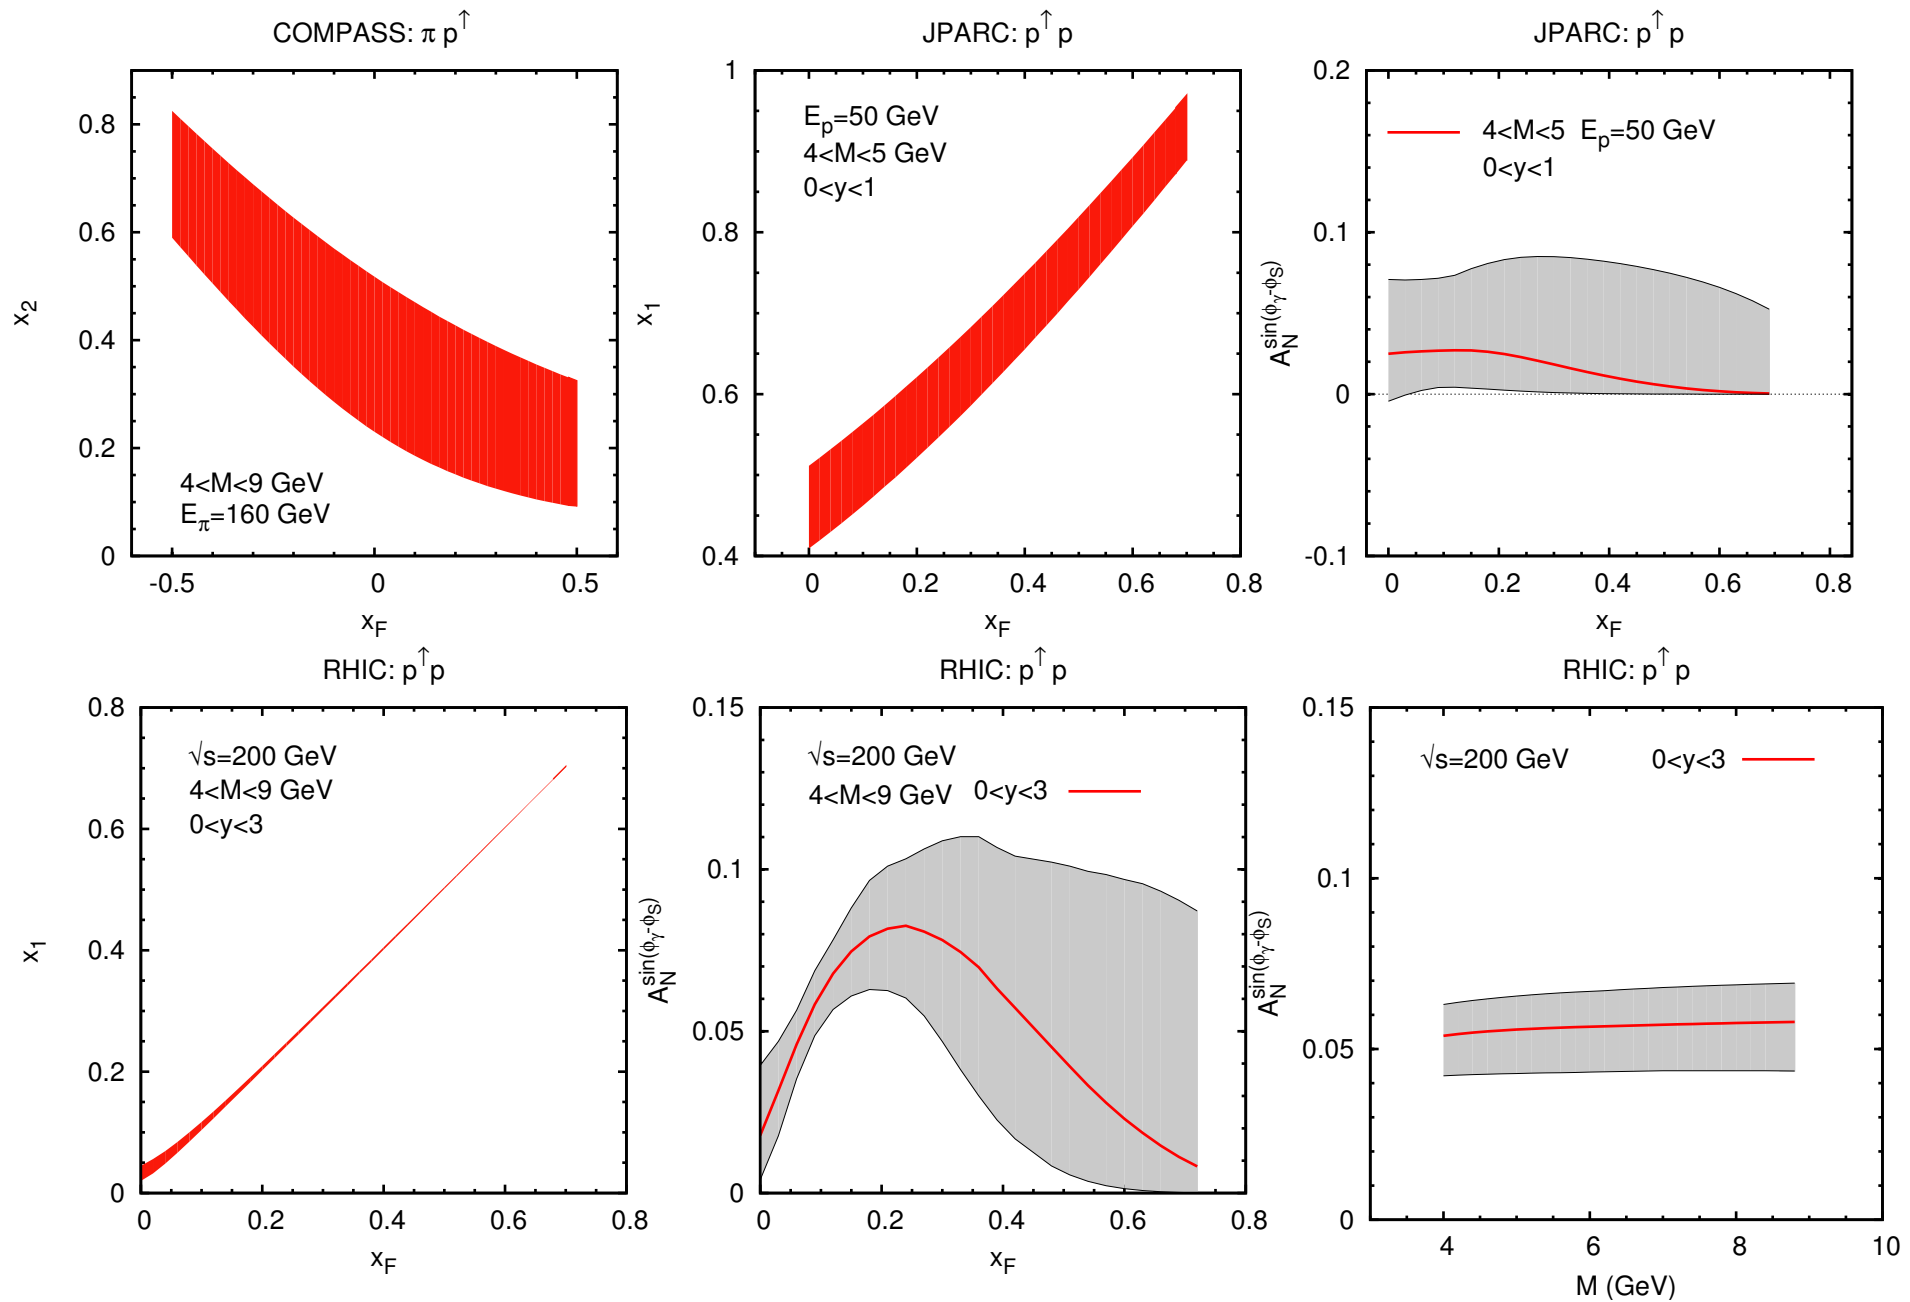 COMPASS: π p↑
0.8
0.6
0.4
0.2
0
x2
4<M<9 GeV
Eπ=160 GeV
-0.5 0 0.5
xF
JPARC: p↑ p
1
0.8
0.6
0.4
x1
Ep=50 GeV
4<M<5 GeV
0<y<1
0 0.2 0.4 0.6 0.8
xF
JPARC: p↑ p
0.2
0.1
0
-0.1
AN sin(ϕγ-ϕS)
4<M<5 Ep=50 GeV
0<y<1
0 0.2 0.4 0.6 0.8
xF
RHIC: p↑p
0.8
0.6
0.4
0.2
0
x1
√s=200 GeV
4<M<9 GeV
0<y<3
0 0.2 0.4 0.6 0.8
xF
RHIC: p↑ p
0.15
0.1
0.05
0
AN sin(ϕγ-ϕS)
√s=200 GeV
4<M<9 GeV 0<y<3
0 0.2 0.4 0.6 0.8
xF
RHIC: p↑ p
0.15
0.1
0.05
0
AN sin(ϕγ-ϕS)
√s=200 GeV 0<y<3
4 6 8 10
M (GeV)